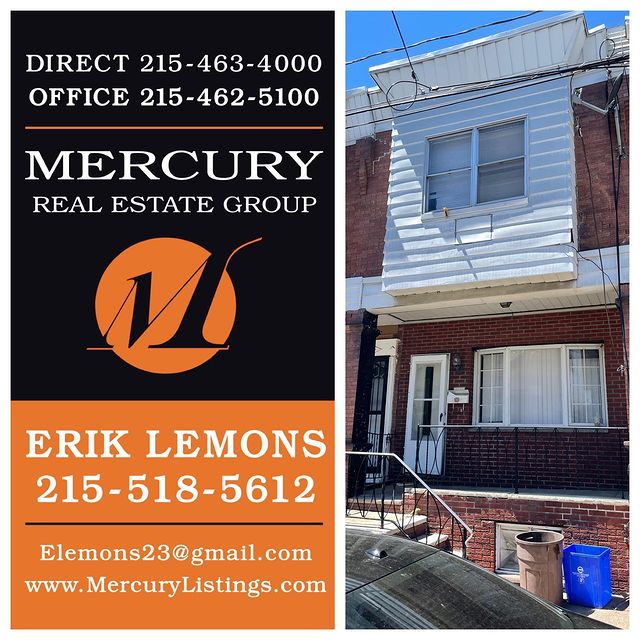 DIRECT 215-463-4000
OFFICE 215-462-5100
MERCURY
REAL ESTATE GROUP
M
ERIK LEMONS
215-518-5612
Elemons23@gmail.com
www.MercuryListings.com